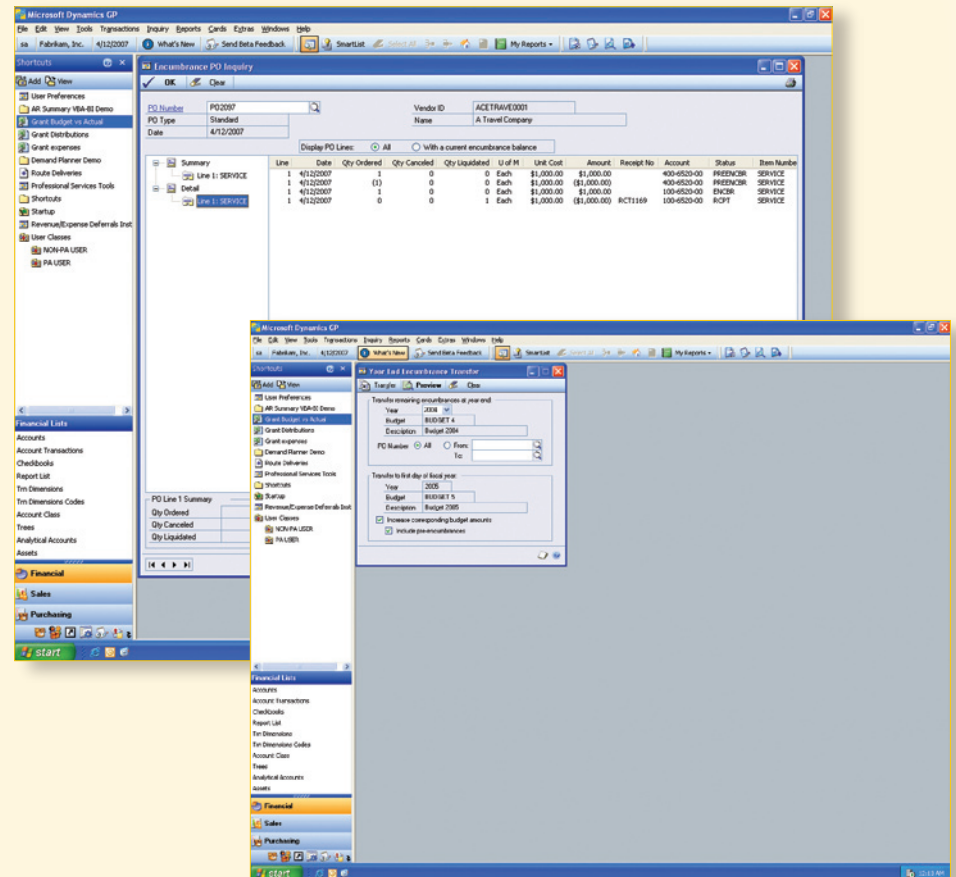 Microsoft Dynamics GP
File Edit View Tools Transactions Inquiry Reports Cards Extras Windows Help
sa Fabrikam, Inc. 4/12/2007 What's New Send Beta Feedback SmartList Select All My Reports
Shortcuts
Add View
User Preferences
AR Summary VBA-BI Demo
Grant Budget vs Actual
Grant Distributions
Grant expenses
Demand Planner Demo
Route Deliveries
Professional Services Tools
Shortcuts
Startup
Revenue/Expense Deferrals Inst
User Classes
NON-PA USER
PA USER
Financial Lists
Accounts
Account Transactions
Checkbooks
Report List
Trn Dimensions
Trn Dimensions Codes
Account Class
Trees
Analytical Accounts
Assets
Financial
Sales
Purchasing
start
Encumbrance PO Inquiry
OK Clear
PO Number PO2097 Vendor ID ACETRAVE0001
PO Type Standard Name A Travel Company
Date 4/12/2007
Display PO Lines: All With a current encumbrance balance
Summary
Line 1: SERVICE
Detail
Line 1: SERVICE
Line Date Qty Ordered Qty Canceled Qty Liquidated U of M Unit Cost Amount Receipt No Account Status Item Numbe
1 4/12/2007 1 0 0 Each $1,000.00 $1,000.00 400-6520-00 PREENCBR SERVICE
1 4/12/2007 (1) 0 0 Each $1,000.00 ($1,000.00) 400-6520-00 PREENCBR SERVICE
1 4/12/2007 1 0 0 Each $1,000.00 $1,000.00 100-6520-00 ENCBR SERVICE
1 4/12/2007 0 0 1 Each $1,000.00 ($1,000.00) RCT1169 100-6520-00 RCPT SERVICE
PO Line 1 Summary
Qty Ordered
Qty Canceled
Qty Liquidated
Microsoft Dynamics GP
File Edit View Tools Transactions Inquiry Reports Cards Extras Windows Help
sa Fabrikam, Inc. 4/12/2007 What's New Send Beta Feedback SmartList Select All My Reports
Shortcuts
Add View
User Preferences
AR Summary VBA-BI Demo
Grant Budget vs Actual
Grant Distributions
Grant expenses
Demand Planner Demo
Route Deliveries
Professional Services Tools
Shortcuts
Startup
Revenue/Expense Deferrals Inst
User Classes
NON-PA USER
PA USER
Financial Lists
Accounts
Account Transactions
Checkbooks
Report List
Trn Dimensions
Trn Dimensions Codes
Account Class
Trees
Analytical Accounts
Assets
Financial
Sales
Purchasing
start
Year End Encumbrance Transfer
Transfer Preview Clear
Transfer remaining encumbrances at year end:
Year 2004
Budget BUDGET 4
Description Budget 2004
PO Number All From:
To:
Transfer to first day of fiscal year:
Year 2005
Budget BUDGET 5
Description Budget 2005
Increase corresponding budget amounts
Include pre-encumbrances
12:13 AM